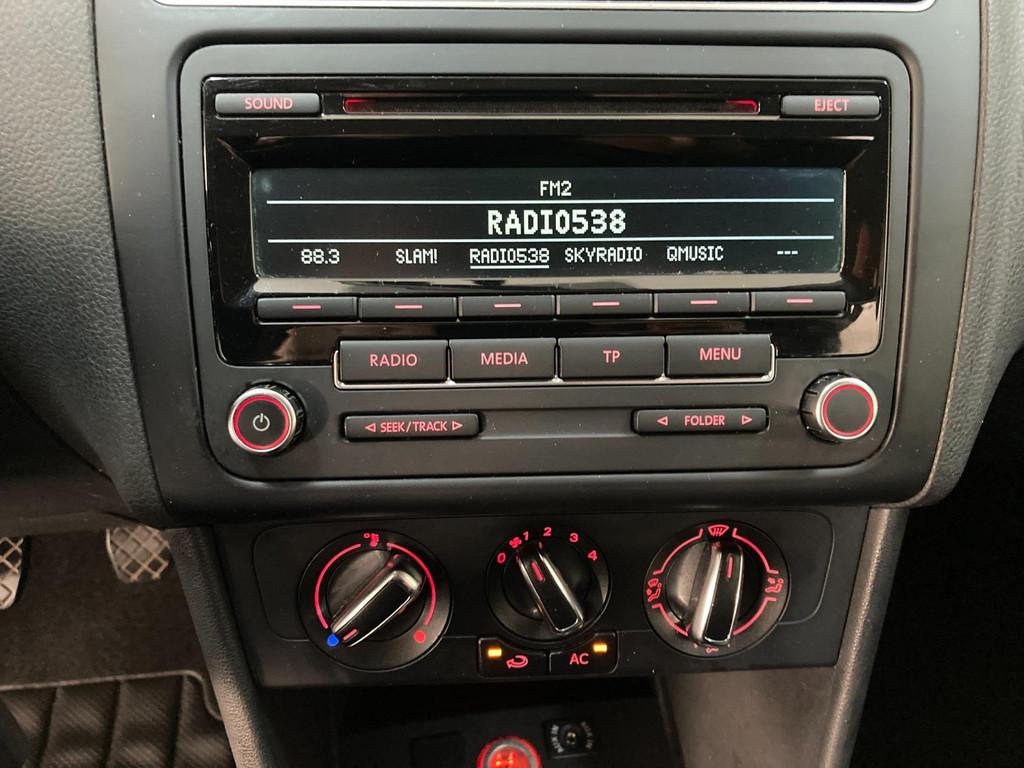 SOUND EJECT
FM2
RADIO538
88.3 SLAM! RADIO538 SKYRADIO QMUSIC ---
RADIO MEDIA TP MENU
SEEK/TRACK FOLDER
0 1 2 3 4
AC